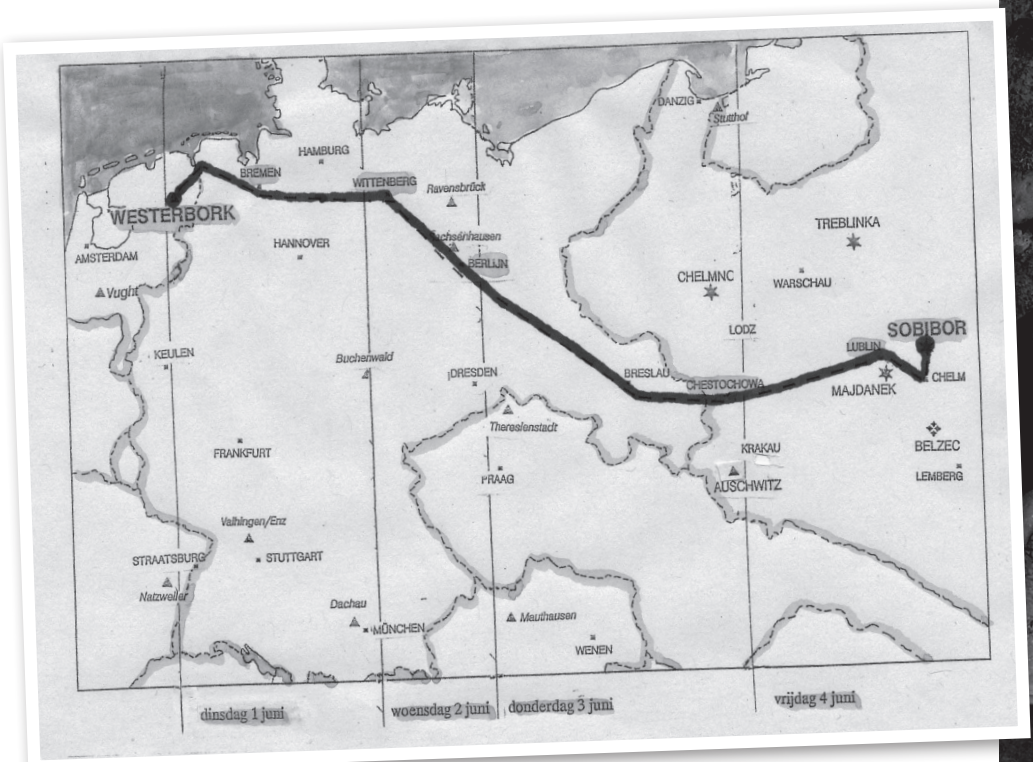 DANZIG
Stutthof
HAMBURG
BREMEN
WITTENBERG
Ravensbrück
WESTERBORK
TREBLINKA
HANNOVER
AMSTERDAM
BERLIJN
CHELMNC
WARSCHAU
Vught
LODZ
SOBIBOR
KEULEN
Buchenwald
LUBLIN
DRESDEN
BRESLAU
CHESTOCHOWA
CHELM
MAJDANEK
Theresienstadt
FRANKFURT
KRAKAU
BELZEC
PRAAG
AUSCHWITZ
LEMBERG
Vaihingen/Enz
STRAATSBURG
STUTTGART
Natzweiler
Dachau
MÜNCHEN
Mauthausen
WENEN
dinsdag 1 juni
woensdag 2 juni
donderdag 3 juni
vrijdag 4 juni